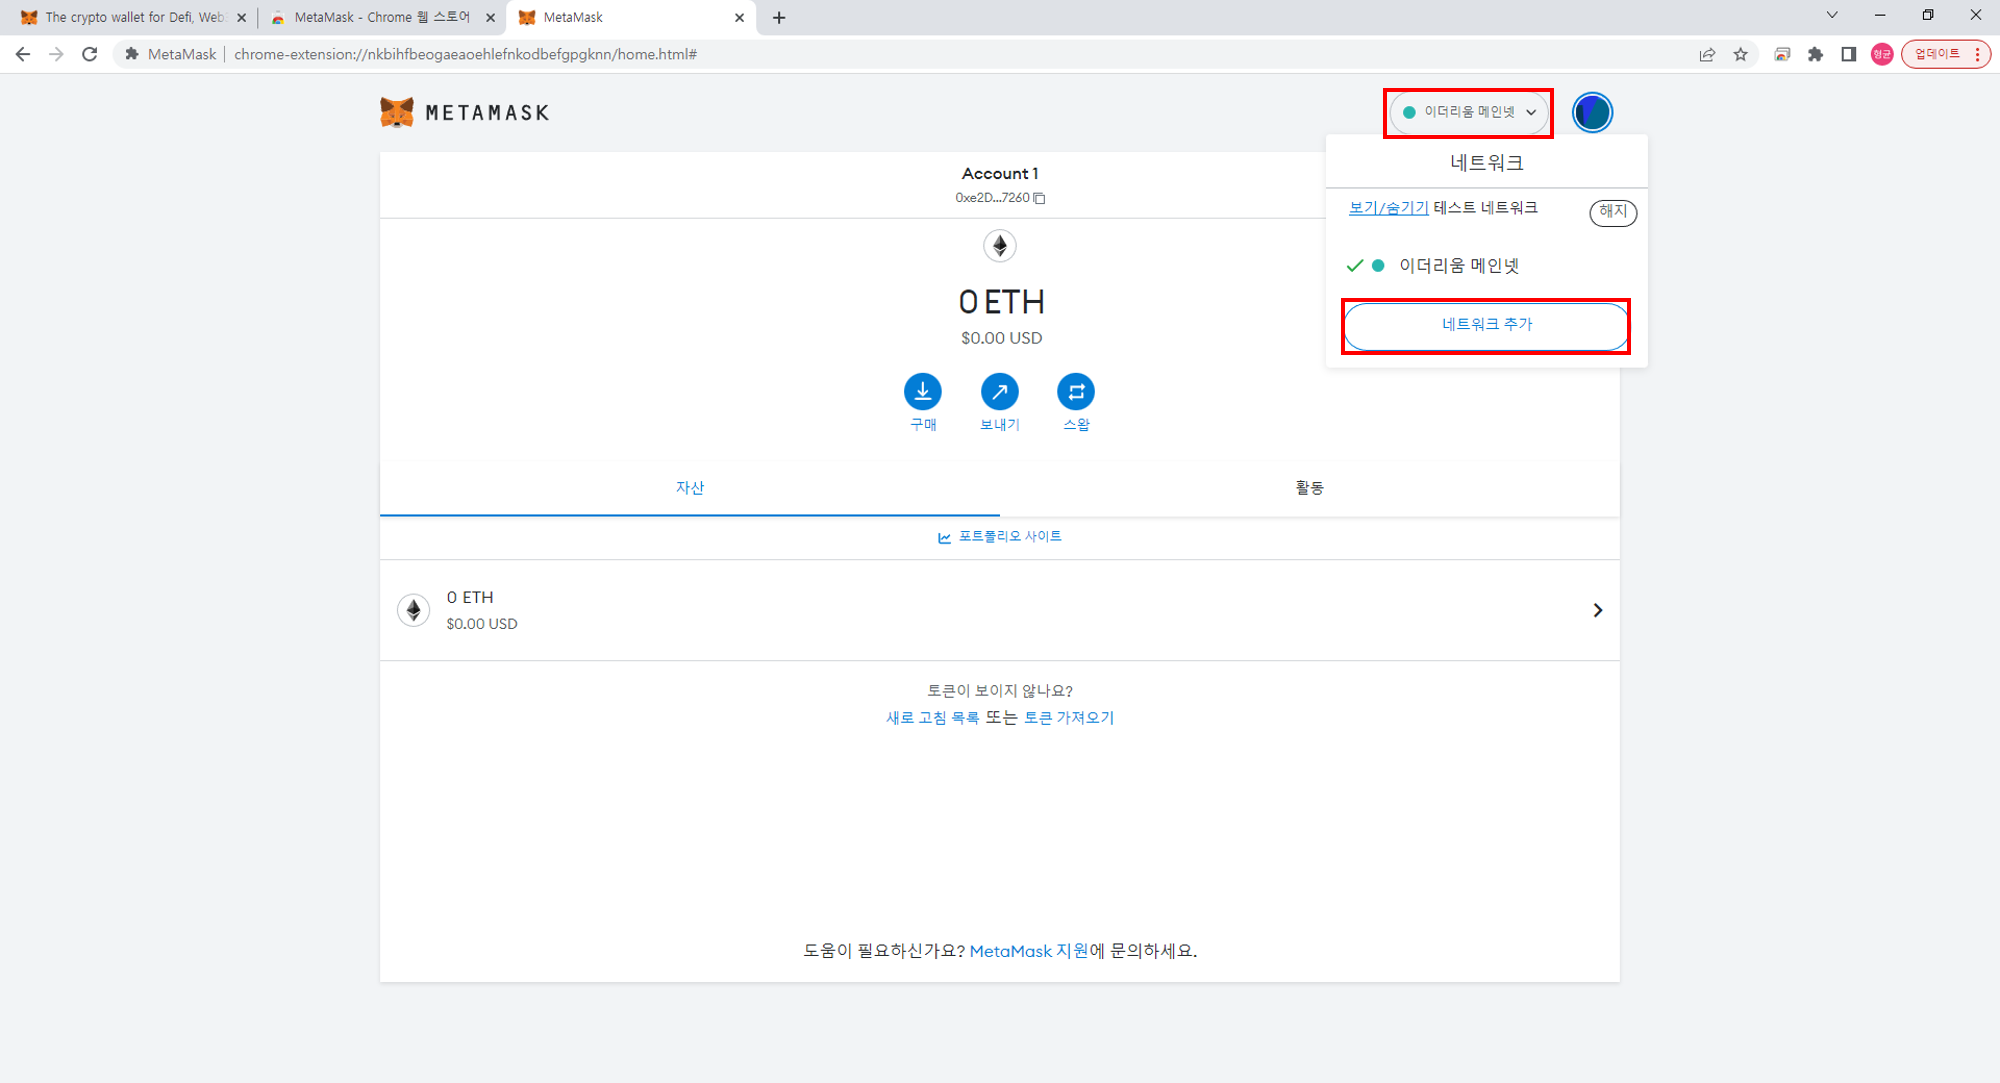 The crypto wallet for Defi, Web3
MetaMask - Chrome 웹 스토어
MetaMask
MetaMask
chrome-extension://nkbihfbeogaeaoehlefnkodbefgpgknn/home.html#
형균
업데이트
METAMASK
이더리움 메인넷
네트워크
보기/숨기기 테스트 네트워크
해지
이더리움 메인넷
네트워크 추가
Account 1
0xe2D...7260
0 ETH
$0.00 USD
구매
보내기
스왑
자산
활동
포트폴리오 사이트
0 ETH
$0.00 USD
토큰이 보이지 않나요?
새로 고침 목록 또는 토큰 가져오기
도움이 필요하신가요? MetaMask 지원에 문의하세요.